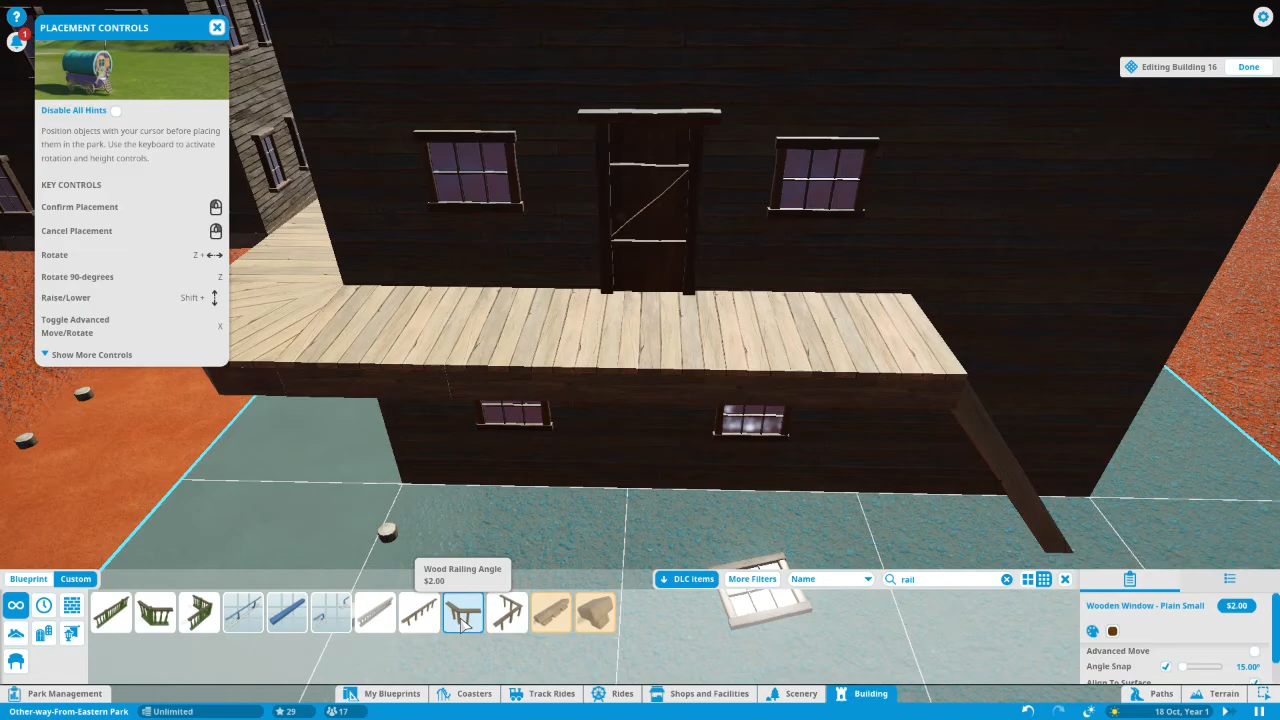 PLACEMENT CONTROLS
1
Disable All Hints
Position objects with your cursor before placing
them in the park. Use the keyboard to activate
rotation and height controls.
KEY CONTROLS
Confirm Placement
Cancel Placement
Rotate Z +
Rotate 90-degrees Z
Raise/Lower Shift +
Toggle Advanced
Move/Rotate X
Show More Controls
Editing Building 16 Done
Wood Railing Angle
$2.00
Blueprint Custom
DLC items More Filters Name rail
Wooden Window - Plain Small $2.00
Advanced Move
Angle Snap 15.00°
Align To Surface
Park Management My Blueprints Coasters Track Rides Rides Shops and Facilities Scenery Building Paths Terrain
Other-way-From-Eastern Park Unlimited 29 17 18 Oct, Year 1